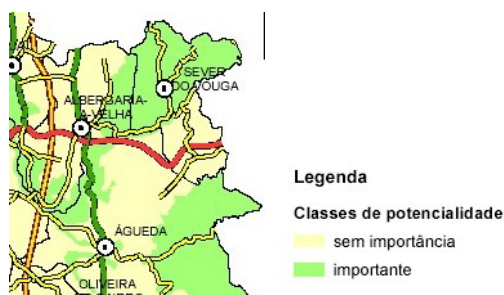 SEVER
DO VOUGA
ALBERGARIA-
A-VELHA
ÁGUEDA
OLIVEIRA
Legenda
Classes de potencialidade
sem importância
importante